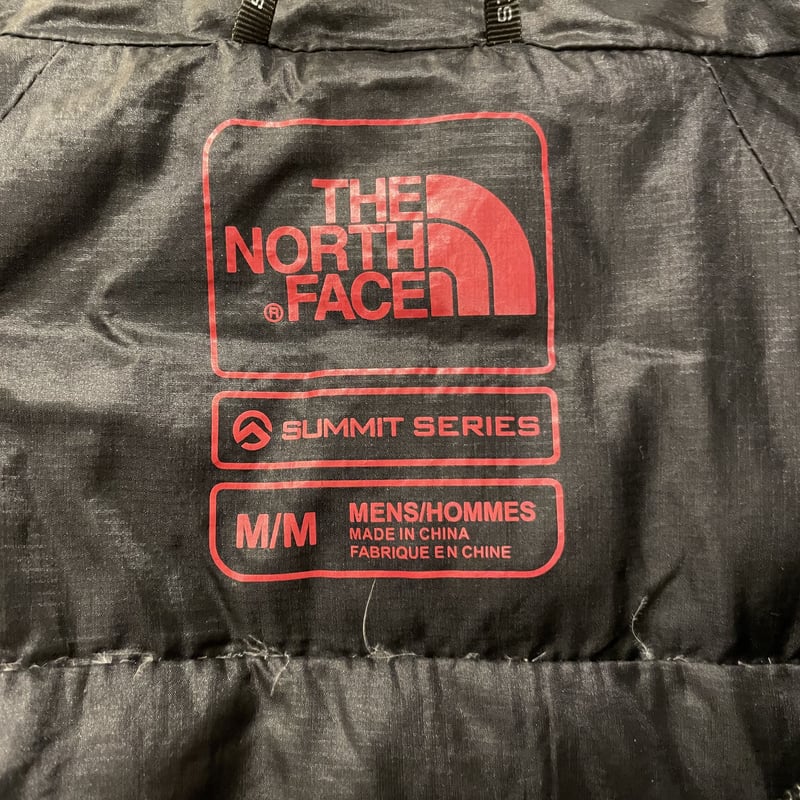 THE
NORTH
® FACE
SUMMIT SERIES
M/M
MENS/HOMMES
MADE IN CHINA
FABRIQUE EN CHINE